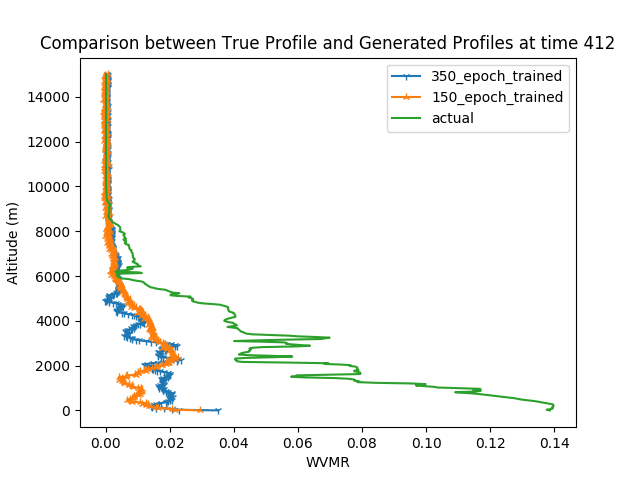 Comparison between True Profile and Generated Profiles at time 412
350_epoch_trained
150_epoch_trained
actual
14000
12000
10000
8000
6000
4000
2000
0
Altitude (m)
0.00 0.02 0.04 0.06 0.08 0.10 0.12 0.14
WVMR